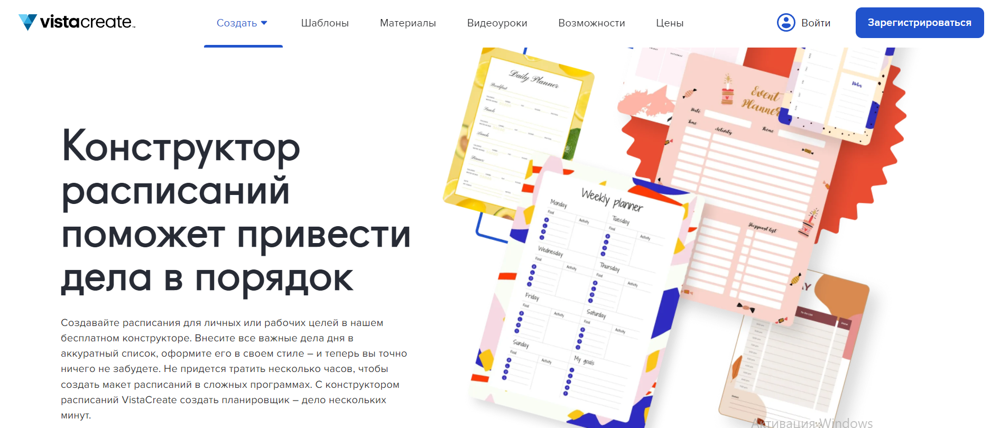 vistacreate
Создать
Шаблоны
Материалы
Видеоуроки
Возможности
Цены
Войти
Зарегистрироваться
Конструктор
расписаний
поможет привести
дела в порядок
Создавайте расписания для личных или рабочих целей в нашем
бесплатном конструкторе. Внесите все важные дела дня в
аккуратный список, оформите его в своем стиле – и теперь вы точно
ничего не забудете. Не придется тратить несколько часов, чтобы
создать макет расписаний в сложных программах. С конструктором
расписаний VistaCreate создать планировщик – дело нескольких
минут.
Daily Planner
Breakfast
Snack
Lunch
Dinner
SATURDAY
Event
Planner
Date
Theme
Time
Activity
Shopping list
Notes
Weekly planner
Monday
Food
Activity
Tuesday
Food
Activity
Wednesday
Food
Activity
Thursday
Food
Activity
Friday
Food
Activity
Saturday
Food
Activity
Sunday
Food
Activity
My goals
To Do List
Done
Notes
Активация Windows